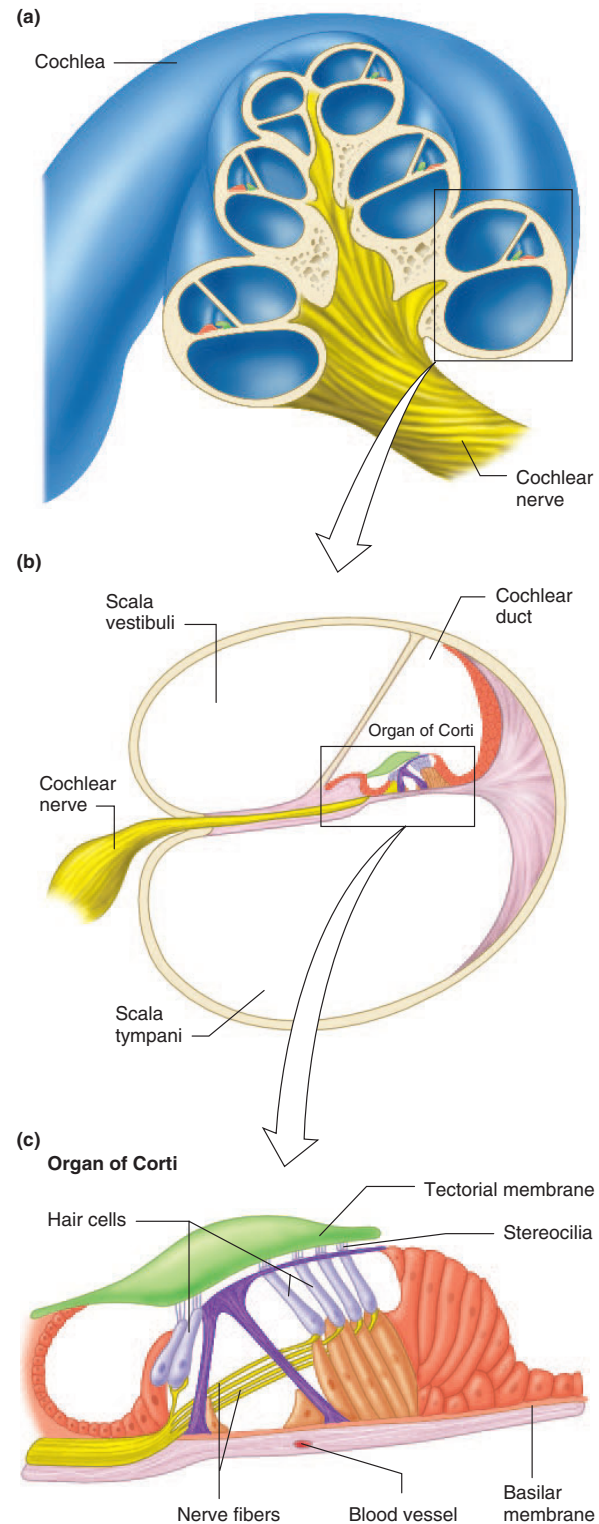 (a)
Cochlea
Cochlear
nerve
(b)
Scala
vestibuli
Cochlear
duct
Organ of Corti
Cochlear
nerve
Scala
tympani
(c)
Organ of Corti
Tectorial membrane
Hair cells
Stereocilia
Nerve fibers
Blood vessel
Basilar
membrane